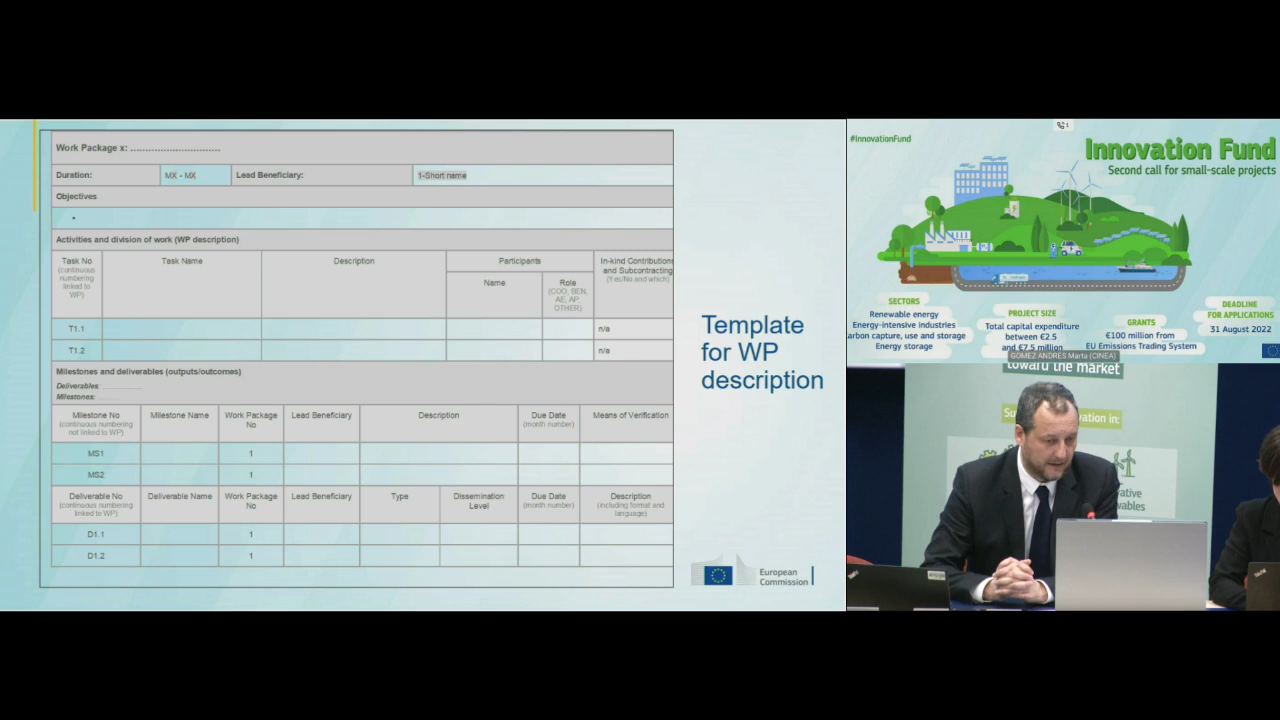 Work Package x: ..............................
Duration:
MX - MX
Lead Beneficiary:
1-Short name
Objectives
•
Activities and division of work (WP description)
Task No
(continuous
numbering
linked to
WP)
Task Name
Description
Participants
In-kind Contributions
and Subcontracting
(Yes/No and which)
Name
Role
(COO, BEN,
AE, AP,
OTHER)
T1.1
n/a
T1.2
n/a
Milestones and deliverables (outputs/outcomes)
Deliverables: ..................
Milestones: ..........
Milestone No
(continuous numbering
not linked to WP)
Milestone Name
Work Package
No
Lead Beneficiary
Description
Due Date
(month number)
Means of Verification
MS1
1
MS2
1
Deliverable No
(continuous numbering
linked to WP)
Deliverable Name
Work Package
No
Lead Beneficiary
Type
Dissemination
Level
Due Date
(month number)
Description
(including format and
language)
D1.1
1
D1.2
1
Template
for WP
description
European
Commission
#InnovationFund
Innovation Fund
Second call for small-scale projects
SECTORS
Renewable energy
Energy-intensive industries
arbon capture, use and storage
Energy storage
PROJECT SIZE
Total capital expenditure
between €2.5
and €7.5 million
GRANTS
€100 million from
EU Emissions Trading System
DEADLINE
FOR APPLICATIONS
31 August 2022
GOMEZ ANDRES Marta (CINEA)
toward the market
Su
vation in:
vative
vables